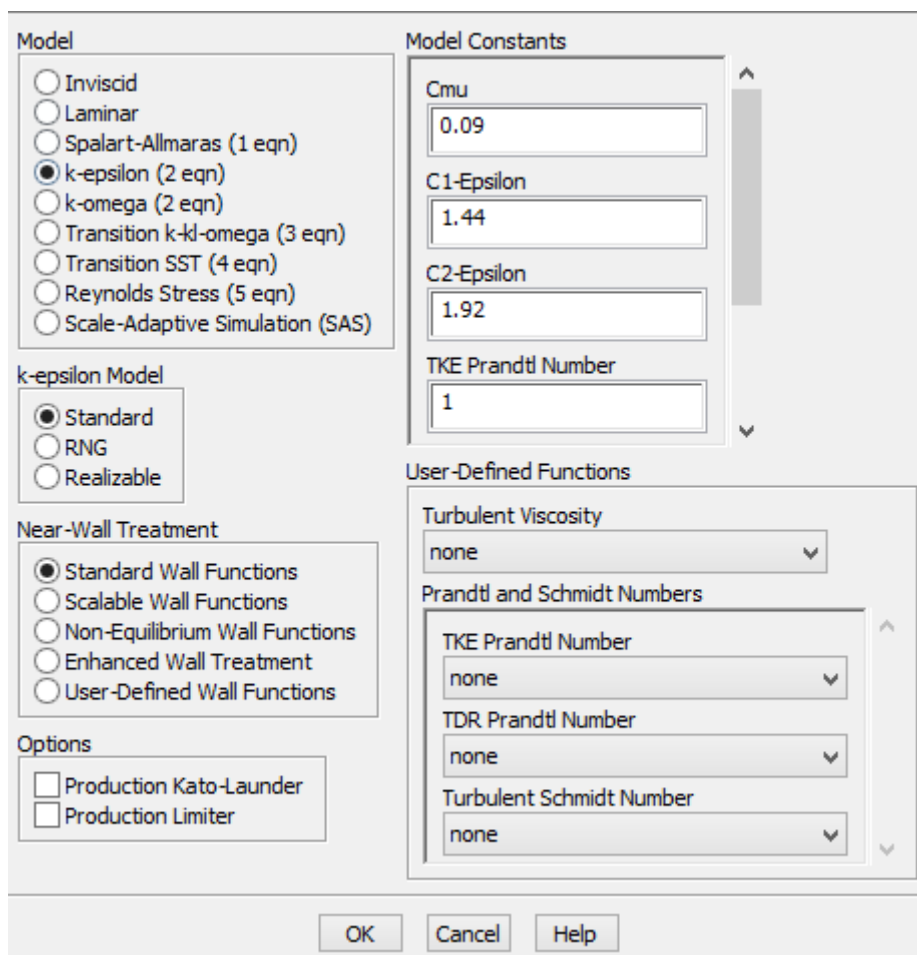 Model
Inviscid
Laminar
Spalart-Allmaras (1 eqn)
k-epsilon (2 eqn)
k-omega (2 eqn)
Transition k-kl-omega (3 eqn)
Transition SST (4 eqn)
Reynolds Stress (5 eqn)
Scale-Adaptive Simulation (SAS)
k-epsilon Model
Standard
RNG
Realizable
Near-Wall Treatment
Standard Wall Functions
Scalable Wall Functions
Non-Equilibrium Wall Functions
Enhanced Wall Treatment
User-Defined Wall Functions
Options
Production Kato-Launder
Production Limiter
Model Constants
Cmu
0.09
C1-Epsilon
1.44
C2-Epsilon
1.92
TKE Prandtl Number
1
User-Defined Functions
Turbulent Viscosity
none
Prandtl and Schmidt Numbers
TKE Prandtl Number
none
TDR Prandtl Number
none
Turbulent Schmidt Number
none
OK
Cancel
Help